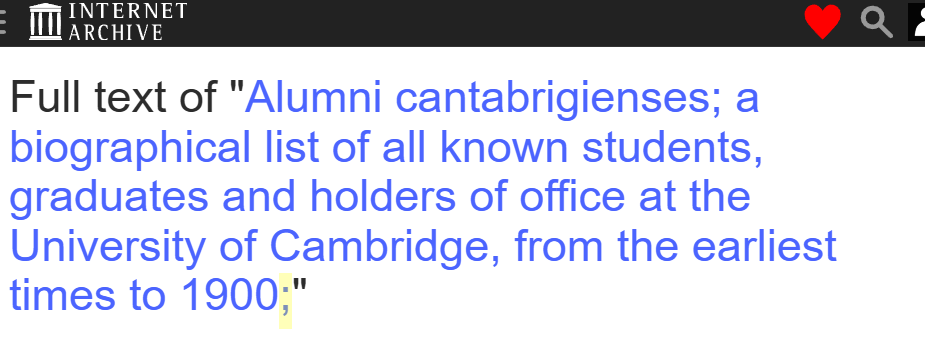 INTERNET
ARCHIVE
Full text of "Alumni cantabrigienses; a
biographical list of all known students,
graduates and holders of office at the
University of Cambridge, from the earliest
times to 1900;"